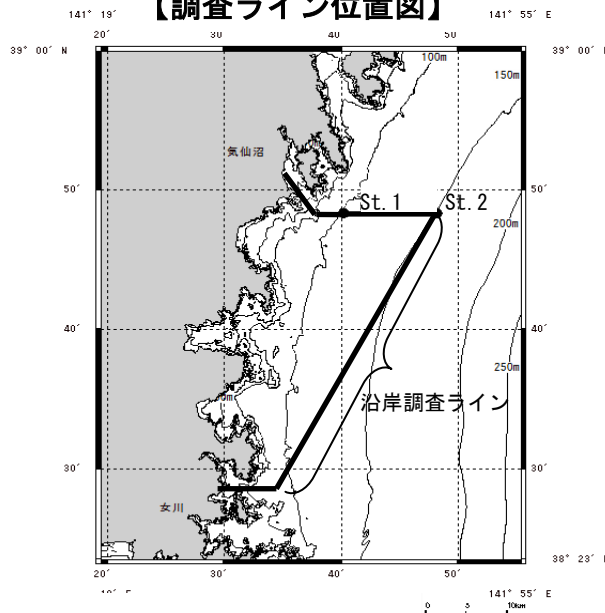 【調査ライン位置図】
141° 19′ 141° 55′ E
20′ 30′ 40′ 50′
39° 00′ N 39° 00′
100m
150m
気仙沼
50′ 50′
St.1 St.2
200m
40′ 40′
250m
沿岸調査ライン
30′ 30′
女川
38° 23′
20′ 30′ 40′ 50′
141° 55′ E
0 5 10km